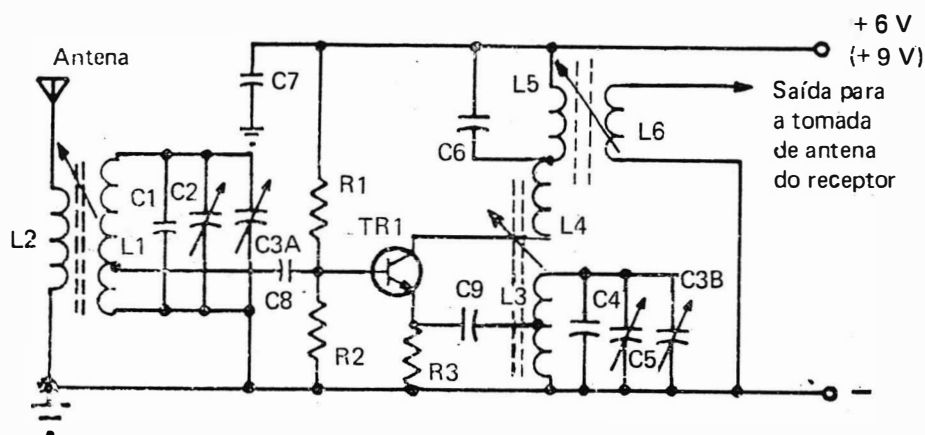 + 6 V
(+ 9 V)
Antena
C7
L5
L6
Saída para
a tomada
de antena
do receptor
C6
R1
C1
C2
L2
L1
C3A
TR1
L4
C8
C9
L3
C4
C3B
R2
R3
C5
–